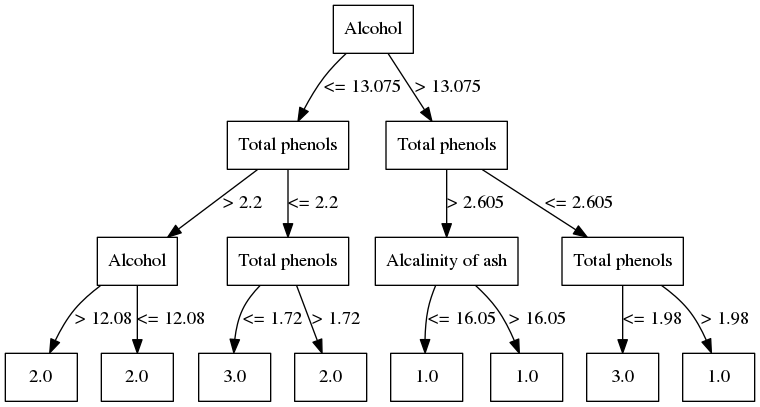 Alcohol
<= 13.075 > 13.075
Total phenols Total phenols
> 2.2 <= 2.2 > 2.605 <= 2.605
Alcohol Total phenols Alcalinity of ash Total phenols
> 12.08 <= 12.08 <= 1.72 > 1.72 <= 16.05 > 16.05 <= 1.98 > 1.98
2.0 2.0 3.0 2.0 1.0 1.0 3.0 1.0